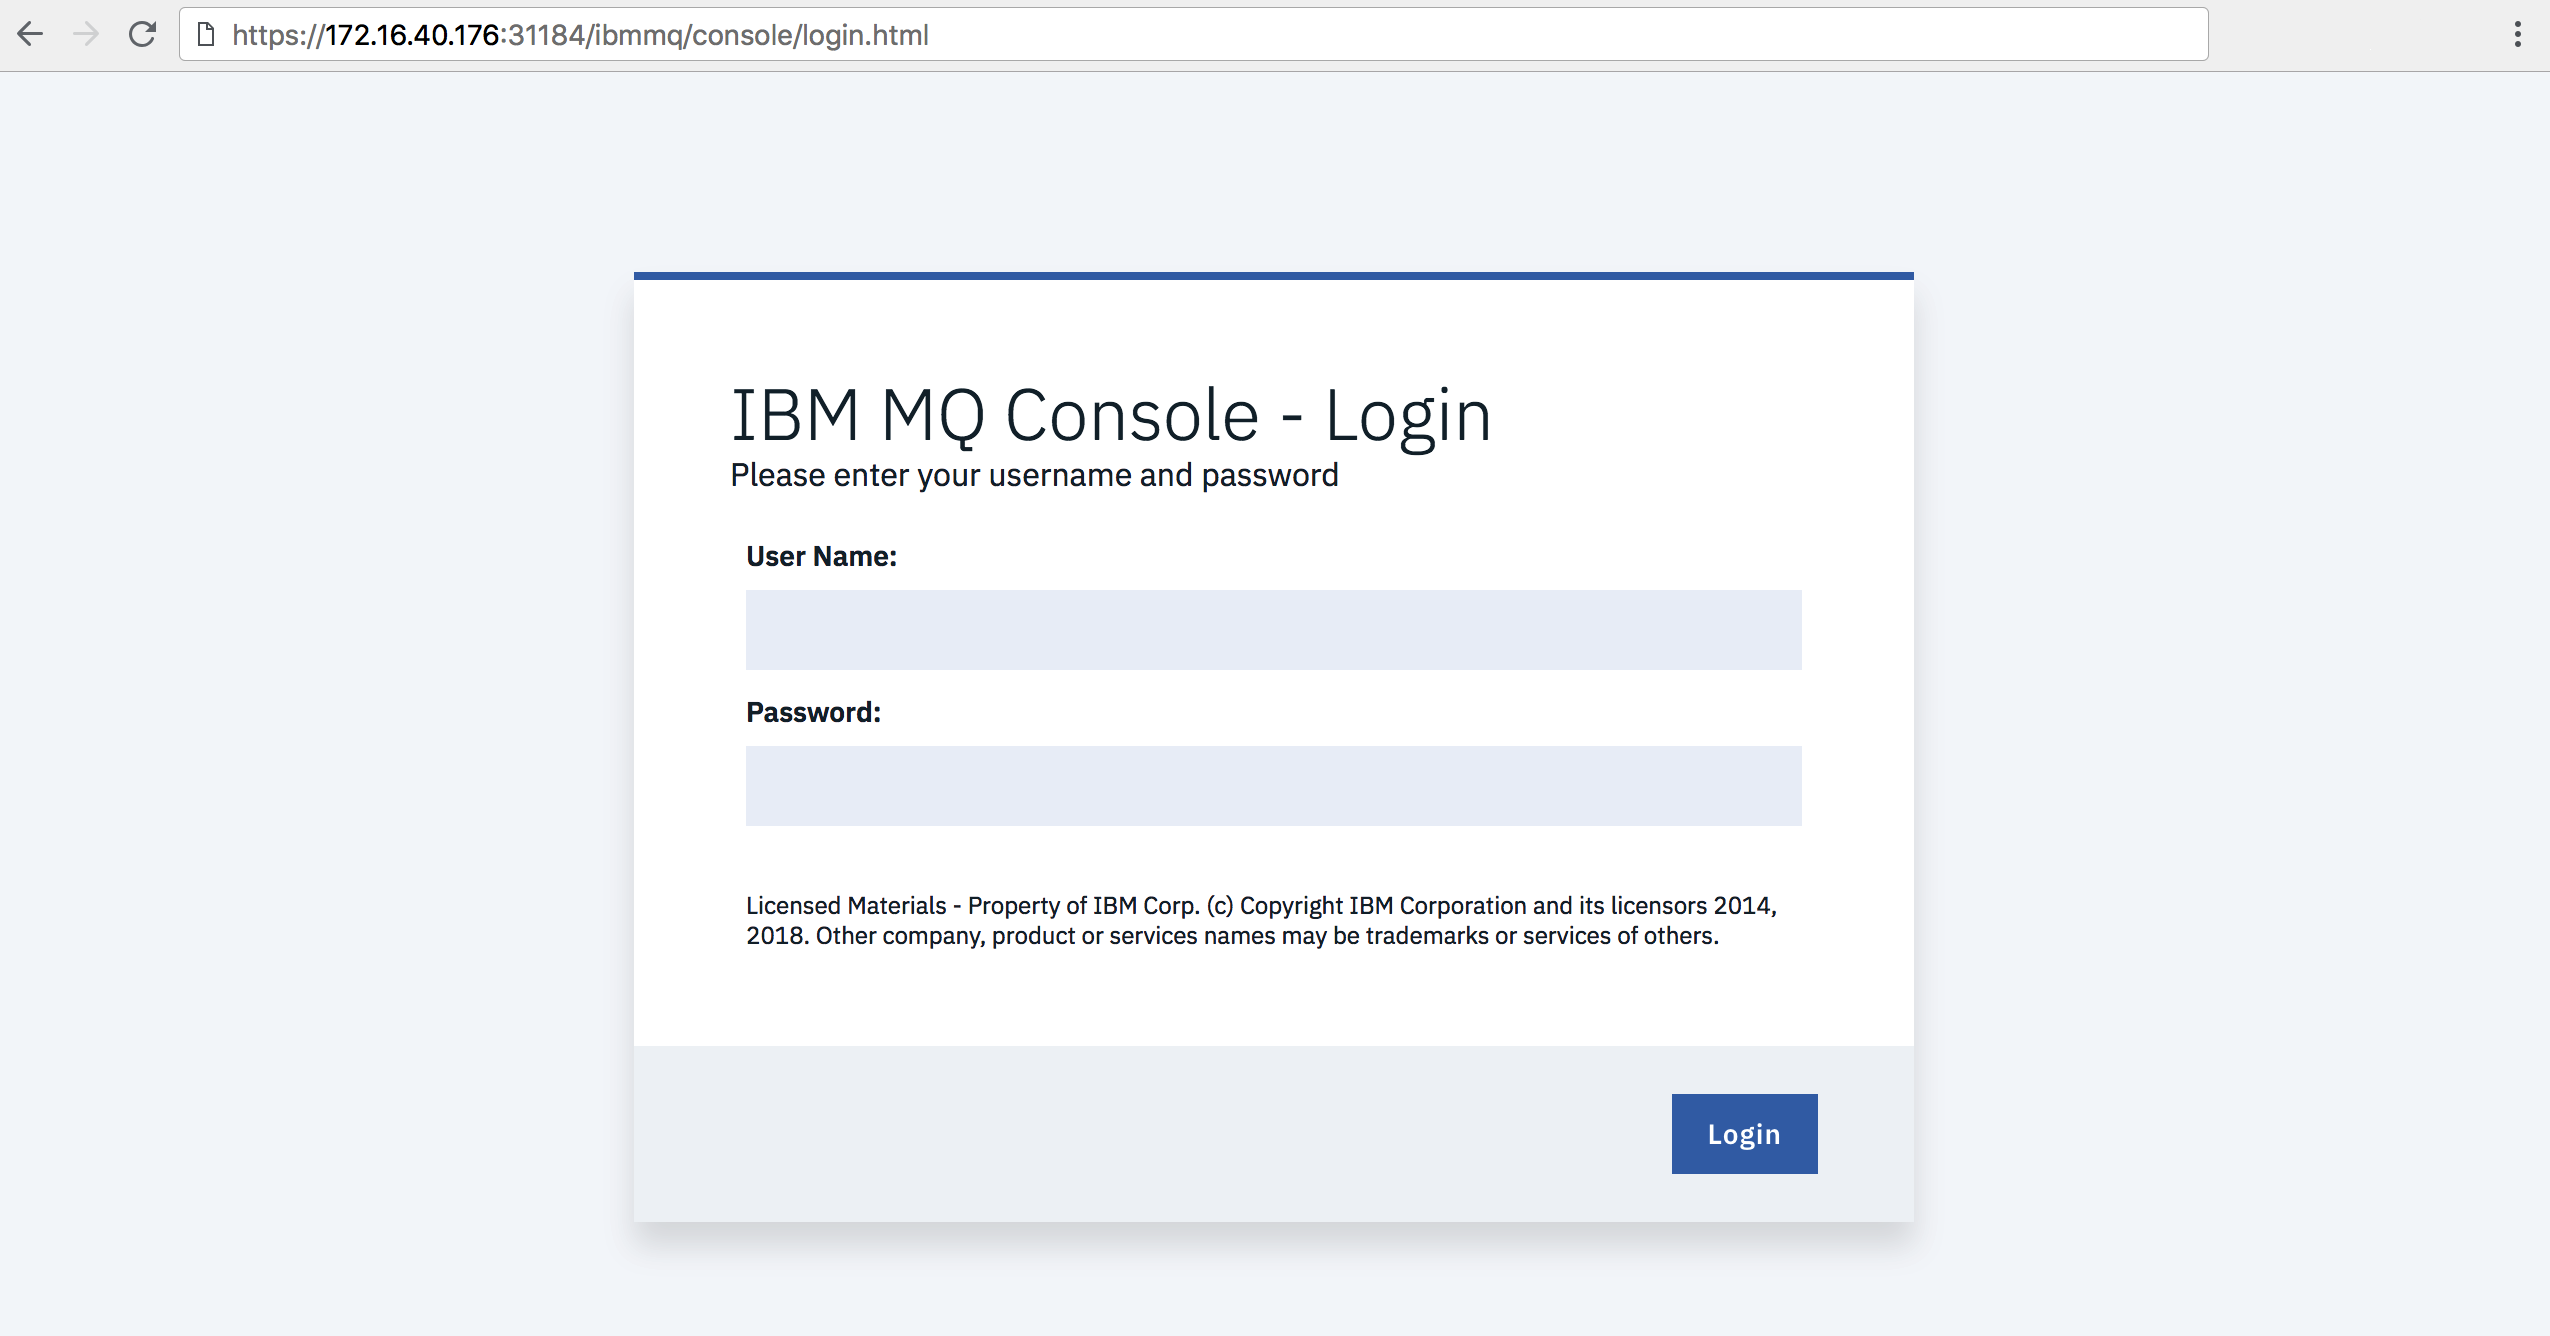 https://172.16.40.176:31184/ibmmq/console/login.html
IBM MQ Console - Login
Please enter your username and password
User Name:
Password:
Licensed Materials - Property of IBM Corp. (c) Copyright IBM Corporation and its licensors 2014,
2018. Other company, product or services names may be trademarks or services of others.
Login